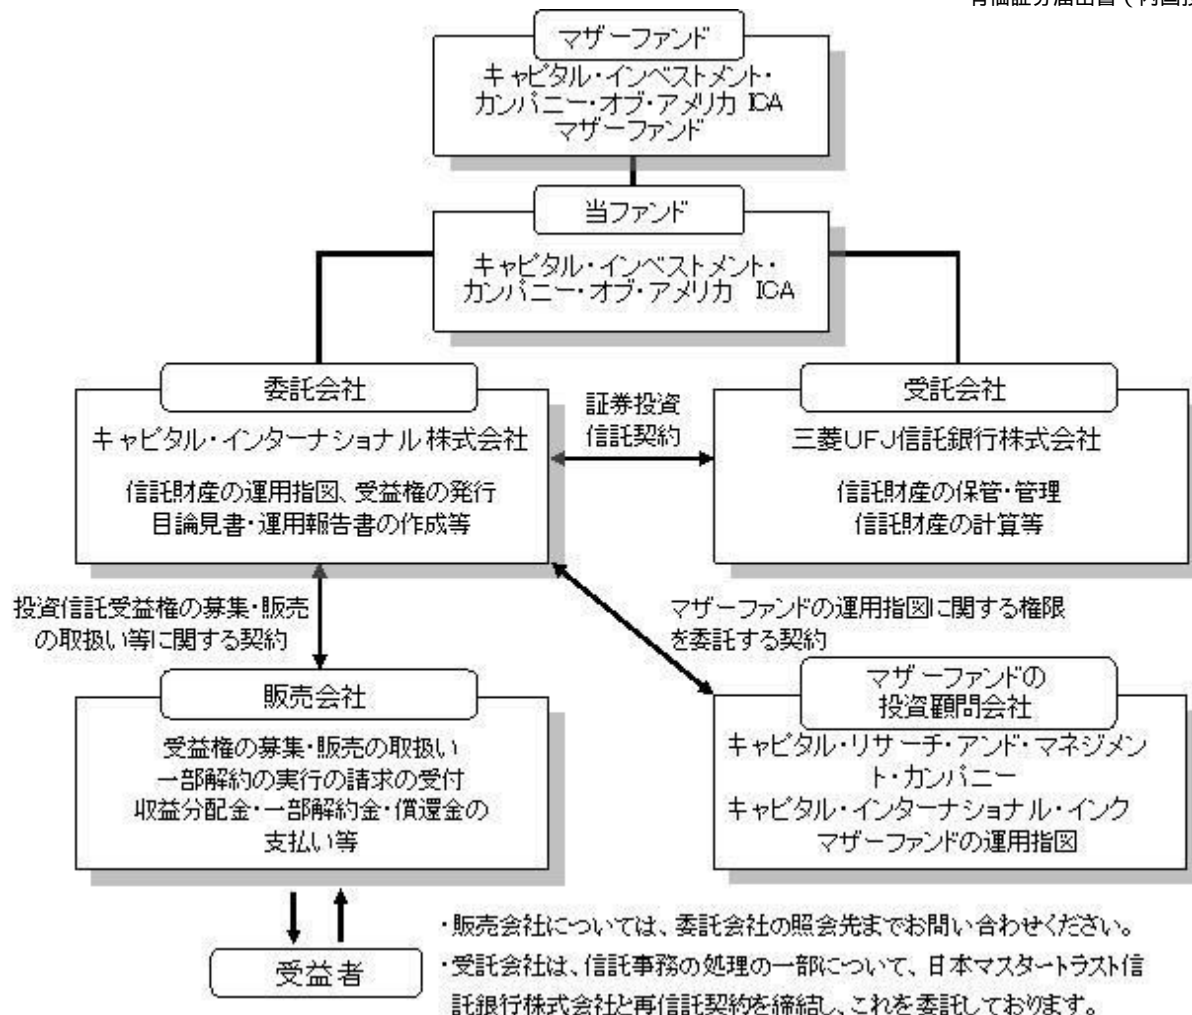 マザーファンド
キャピタル・インベストメント・
カンパニー・オブ・アメリカ ICA
マザーファンド
当ファンド
キャピタル・インベストメント・
カンパニー・オブ・アメリカ ICA
委託会社
キャピタル・インターナショナル株式会社
信託財産の運用指図、受益権の発行
目論見書・運用報告書の作成等
証券投資
信託契約
受託会社
三菱UFJ信託銀行株式会社
信託財産の保管・管理
信託財産の計算等
投資信託受益権の募集・販売
の取扱い等に関する契約
マザーファンドの運用指図に関する権限
を委託する契約
販売会社
受益権の募集・販売の取扱い
一部解約の実行の請求の受付
収益分配金・一部解約金・償還金の
支払い等
マザーファンドの
投資顧問会社
キャピタル・リサーチ・アンド・マネジメン
ト・カンパニー
キャピタル・インターナショナル・インク
マザーファンドの運用指図
受益者
・販売会社については、委託会社の照会先までお問い合わせください。
・受託会社は、信託事務の処理の一部について、日本マスタートラスト信
託銀行株式会社と再信託契約を締結し、これを委託しております。